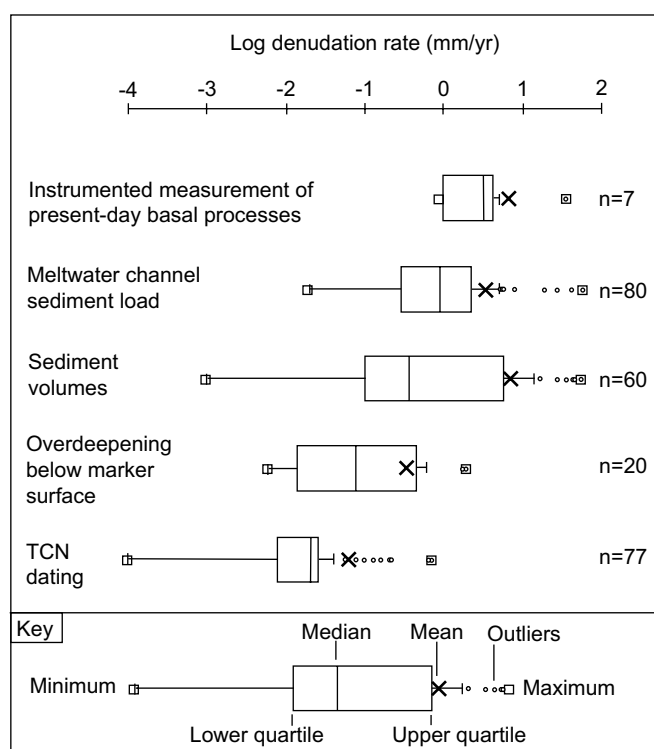 Log denudation rate (mm/yr)
-4 -3 -2 -1 0 1 2
Instrumented measurement of
present-day basal processes
n=7
Meltwater channel
sediment load
n=80
Sediment
volumes
n=60
Overdeepening
below marker
surface
n=20
TCN
dating
n=77
Key
Median Mean Outliers
Minimum Maximum
Lower quartile Upper quartile